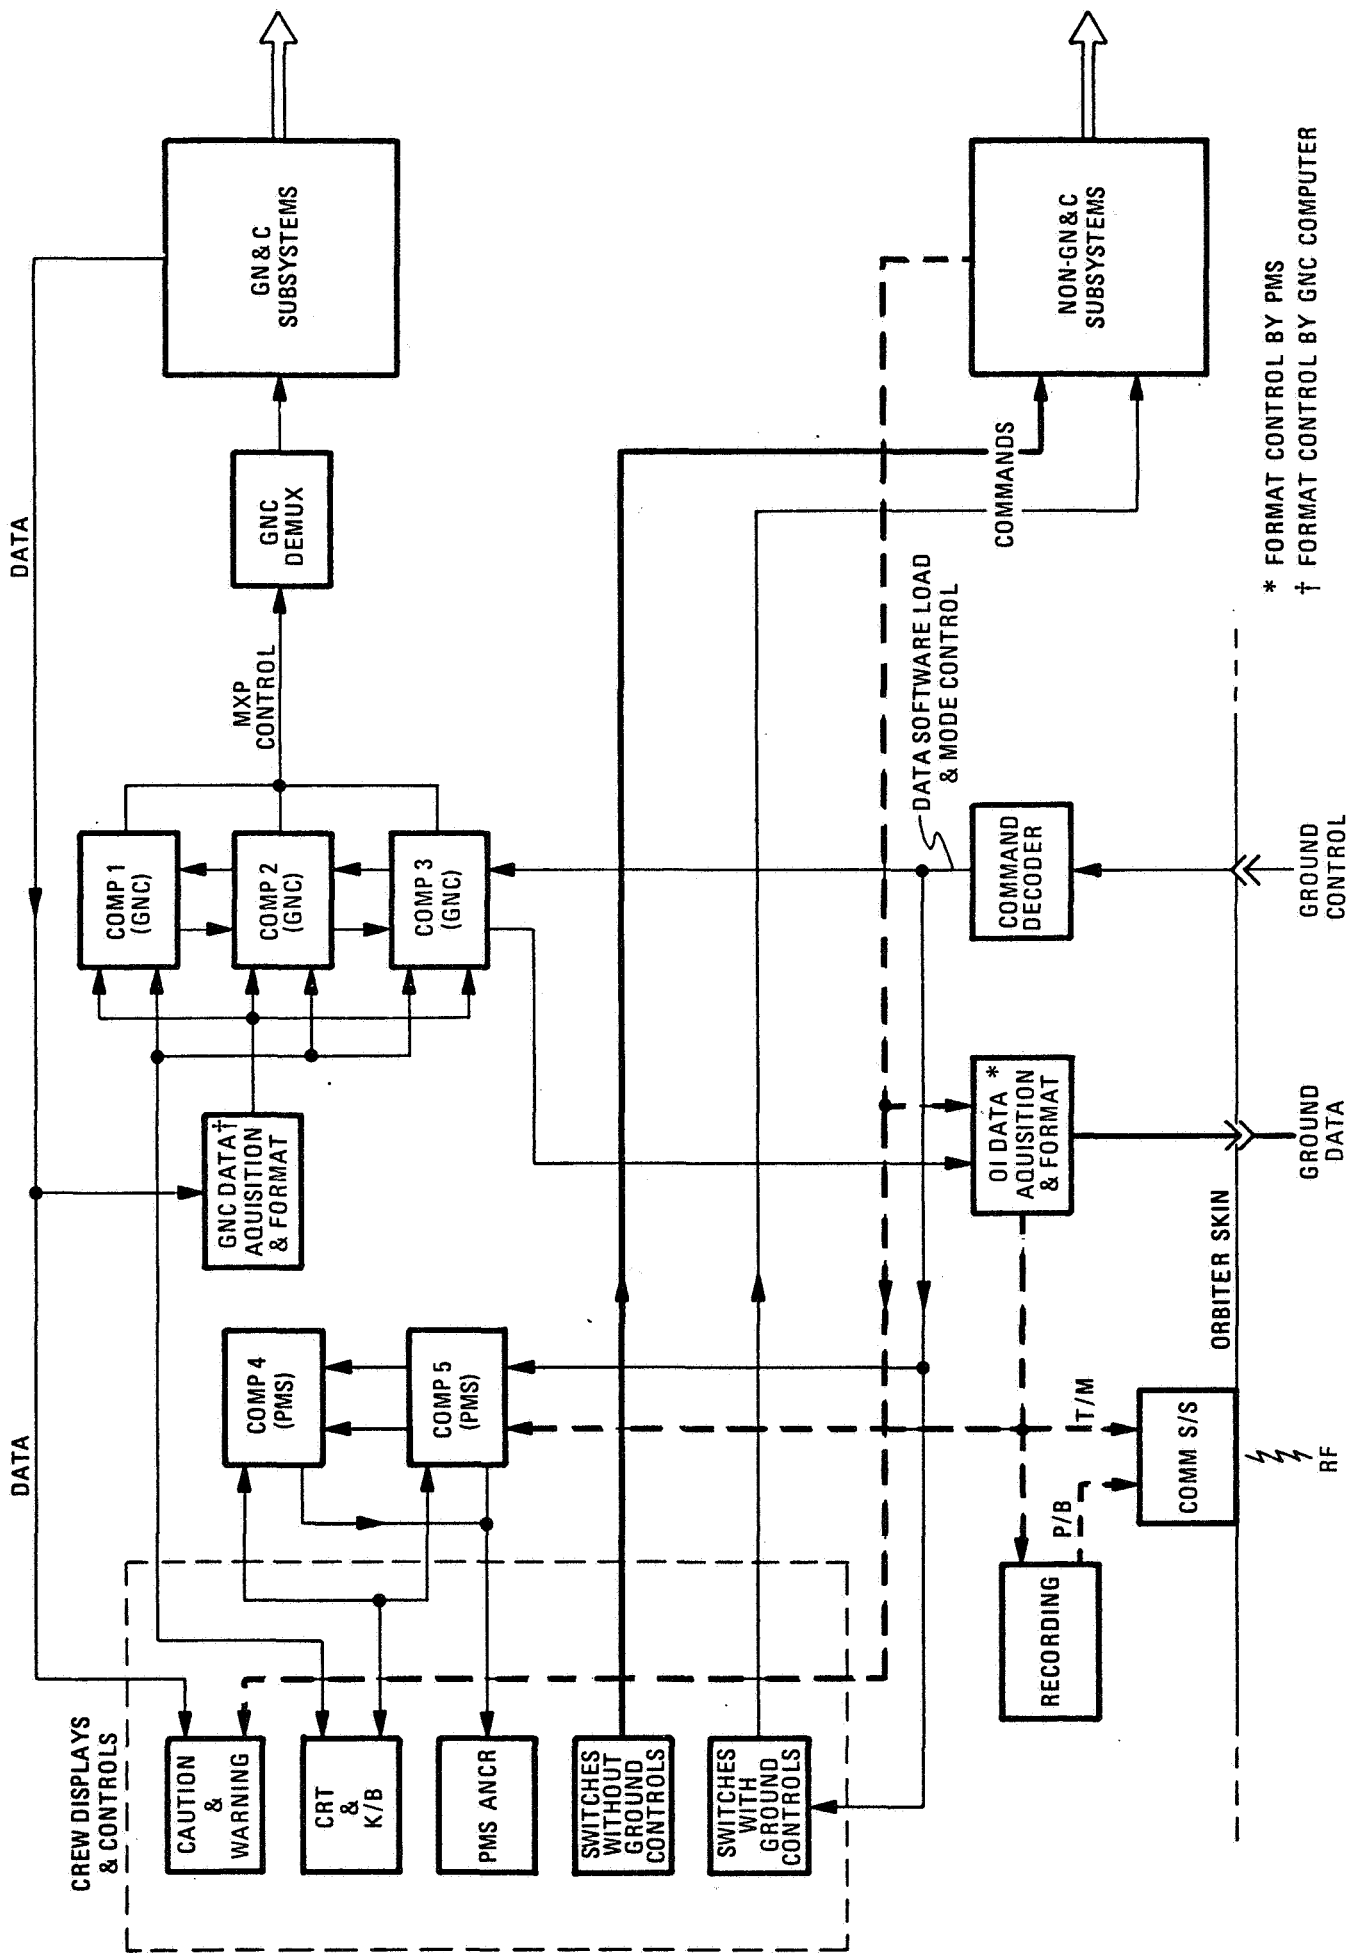 CREW DISPLAYS
& CONTROLS
CAUTION
&
WARNING
CRT
&
K/B
PMS ANCR
SWITCHES
WITHOUT
GROUND
CONTROLS
SWITCHES
WITH
GROUND
CONTROLS
DATA
COMP 4
(PMS)
COMP 5
(PMS)
RECORDING
P/B
T/M
COMM S/S
RF
ORBITER SKIN
GNC DATA†
AQUISITION
& FORMAT
OI DATA *
AQUISITION
& FORMAT
GROUND
DATA
COMP 1
(GNC)
COMP 2
(GNC)
COMP 3
(GNC)
COMMAND
DECODER
GROUND
CONTROL
DATA SOFTWARE LOAD
& MODE CONTROL
MXP
CONTROL
DATA
GNC
DEMUX
COMMANDS
GN&C
SUBSYSTEMS
NON-GN&C
SUBSYSTEMS
* FORMAT CONTROL BY PMS
† FORMAT CONTROL BY GNC COMPUTER